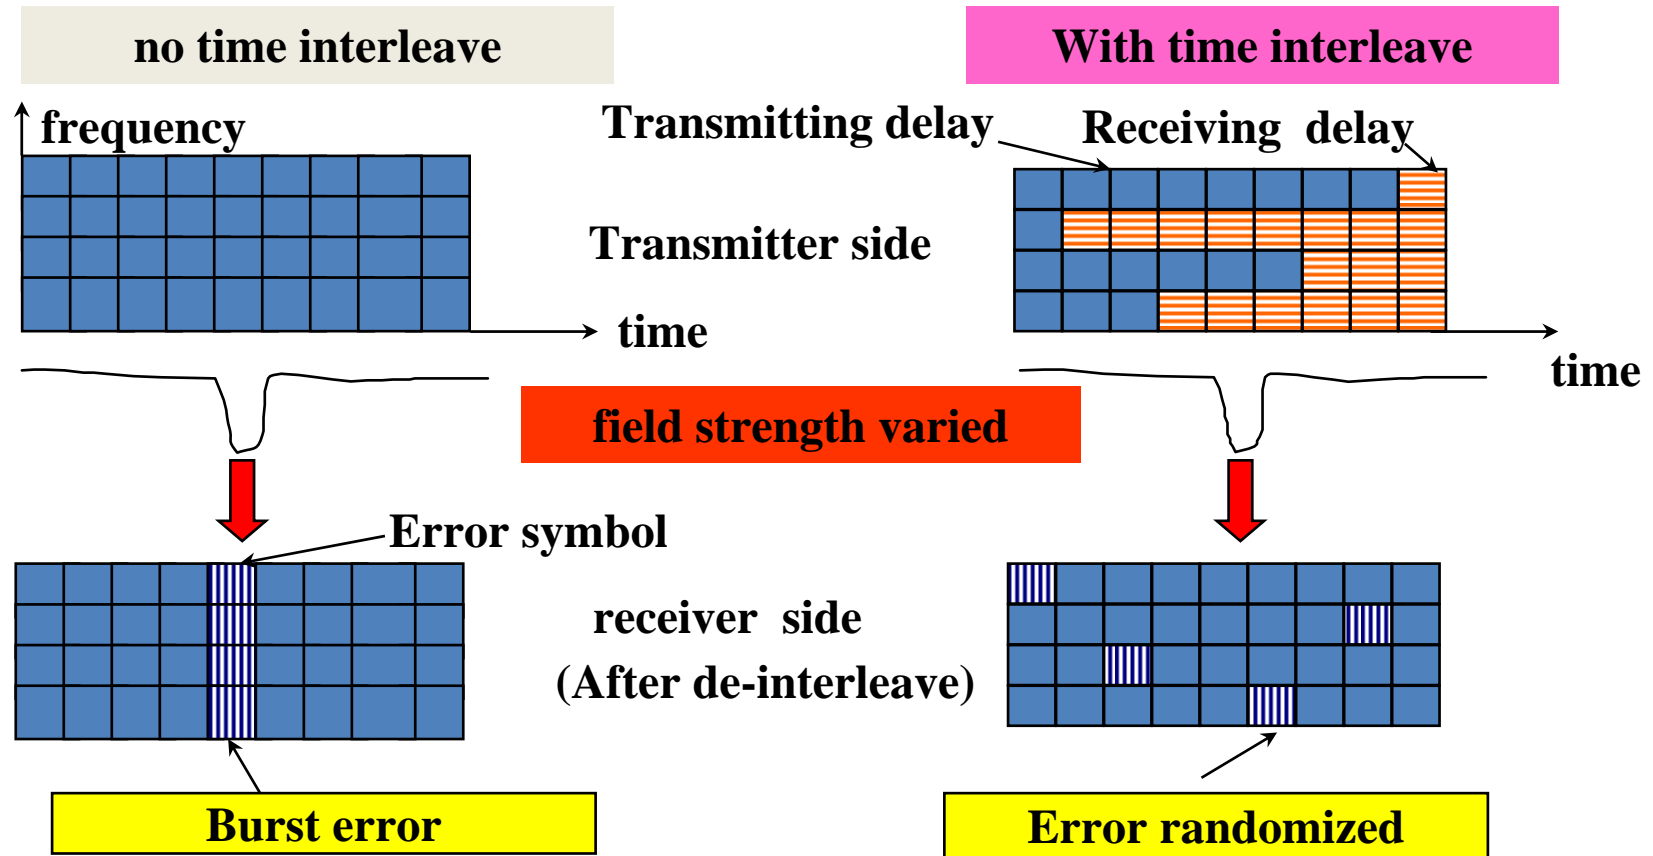 no time interleave
With time interleave
frequency
Transmitting delay
Receiving delay
Transmitter side
time
time
field strength varied
Error symbol
receiver side
(After de-interleave)
Burst error
Error randomized